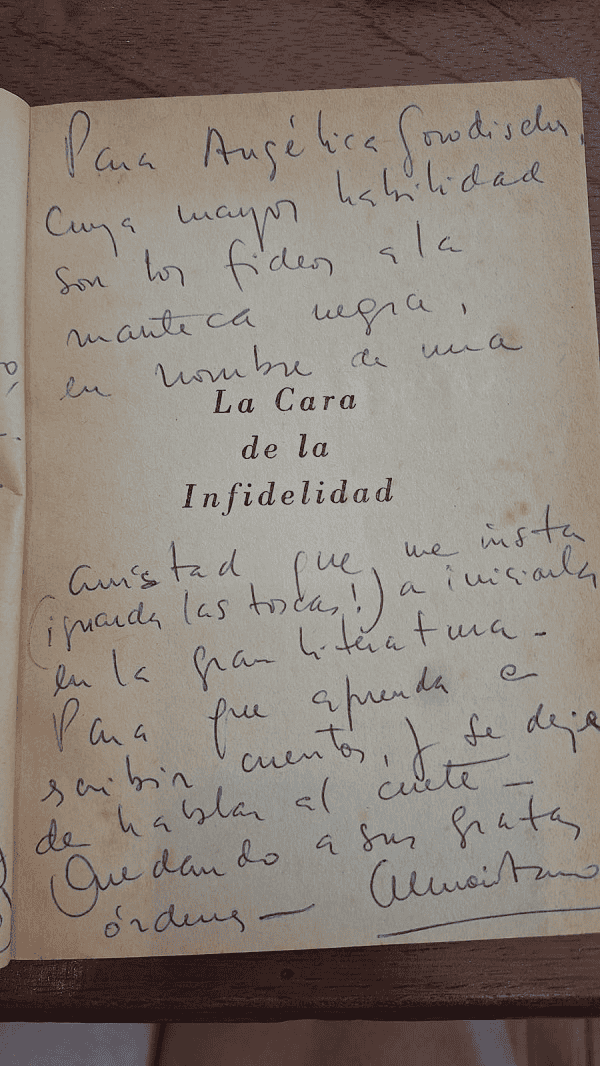 Para Angélica Gorodischer,
cuya mayor habilidad
son los fideos a la
manteca negra,
en nombre de una
La Cara
de la
Infidelidad
amistad que me insta
(¡guarda las toscas!) a iniciarla
en la gran literatura -
Para que aprenda a
escribir cuentos, y se deje
de hablar al cuete -
Quedando a sus gratas
órdenes -